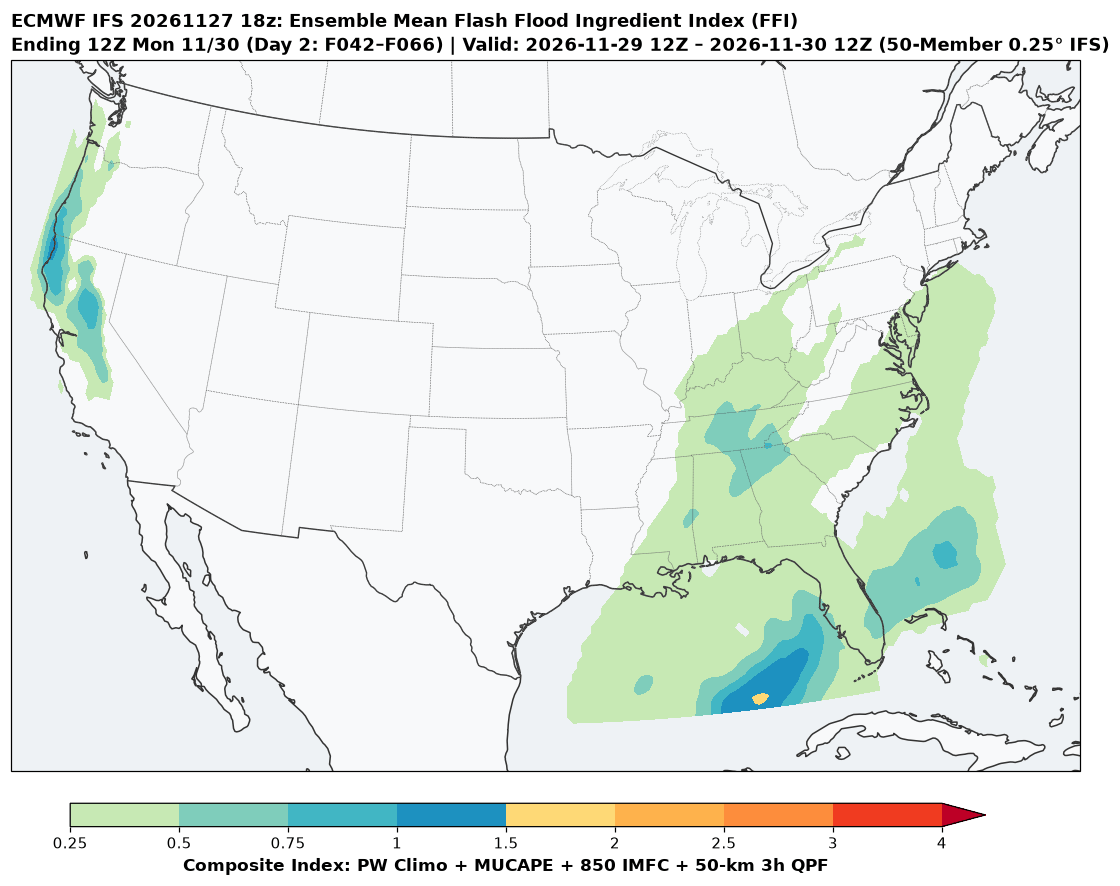 ECMWF IFS 20261127 18z: Ensemble Mean Flash Flood Ingredient Index (FFI)
Ending 12Z Mon 11/30 (Day 2: F042–F066) | Valid: 2026-11-29 12Z – 2026-11-30 12Z (50-Member 0.25° IFS)
0.25 0.5 0.75 1 1.5 2 2.5 3 4
Composite Index: PW Climo + MUCAPE + 850 IMFC + 50-km 3h QPF